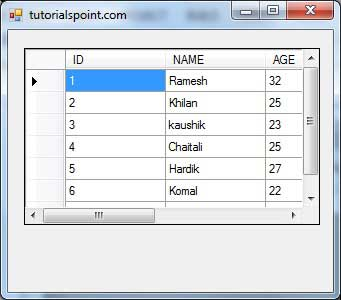 tutorialspoint.com
ID NAME AGE
1 Ramesh 32
2 Khilan 25
3 kaushik 23
4 Chaitali 25
5 Hardik 27
6 Komal 22